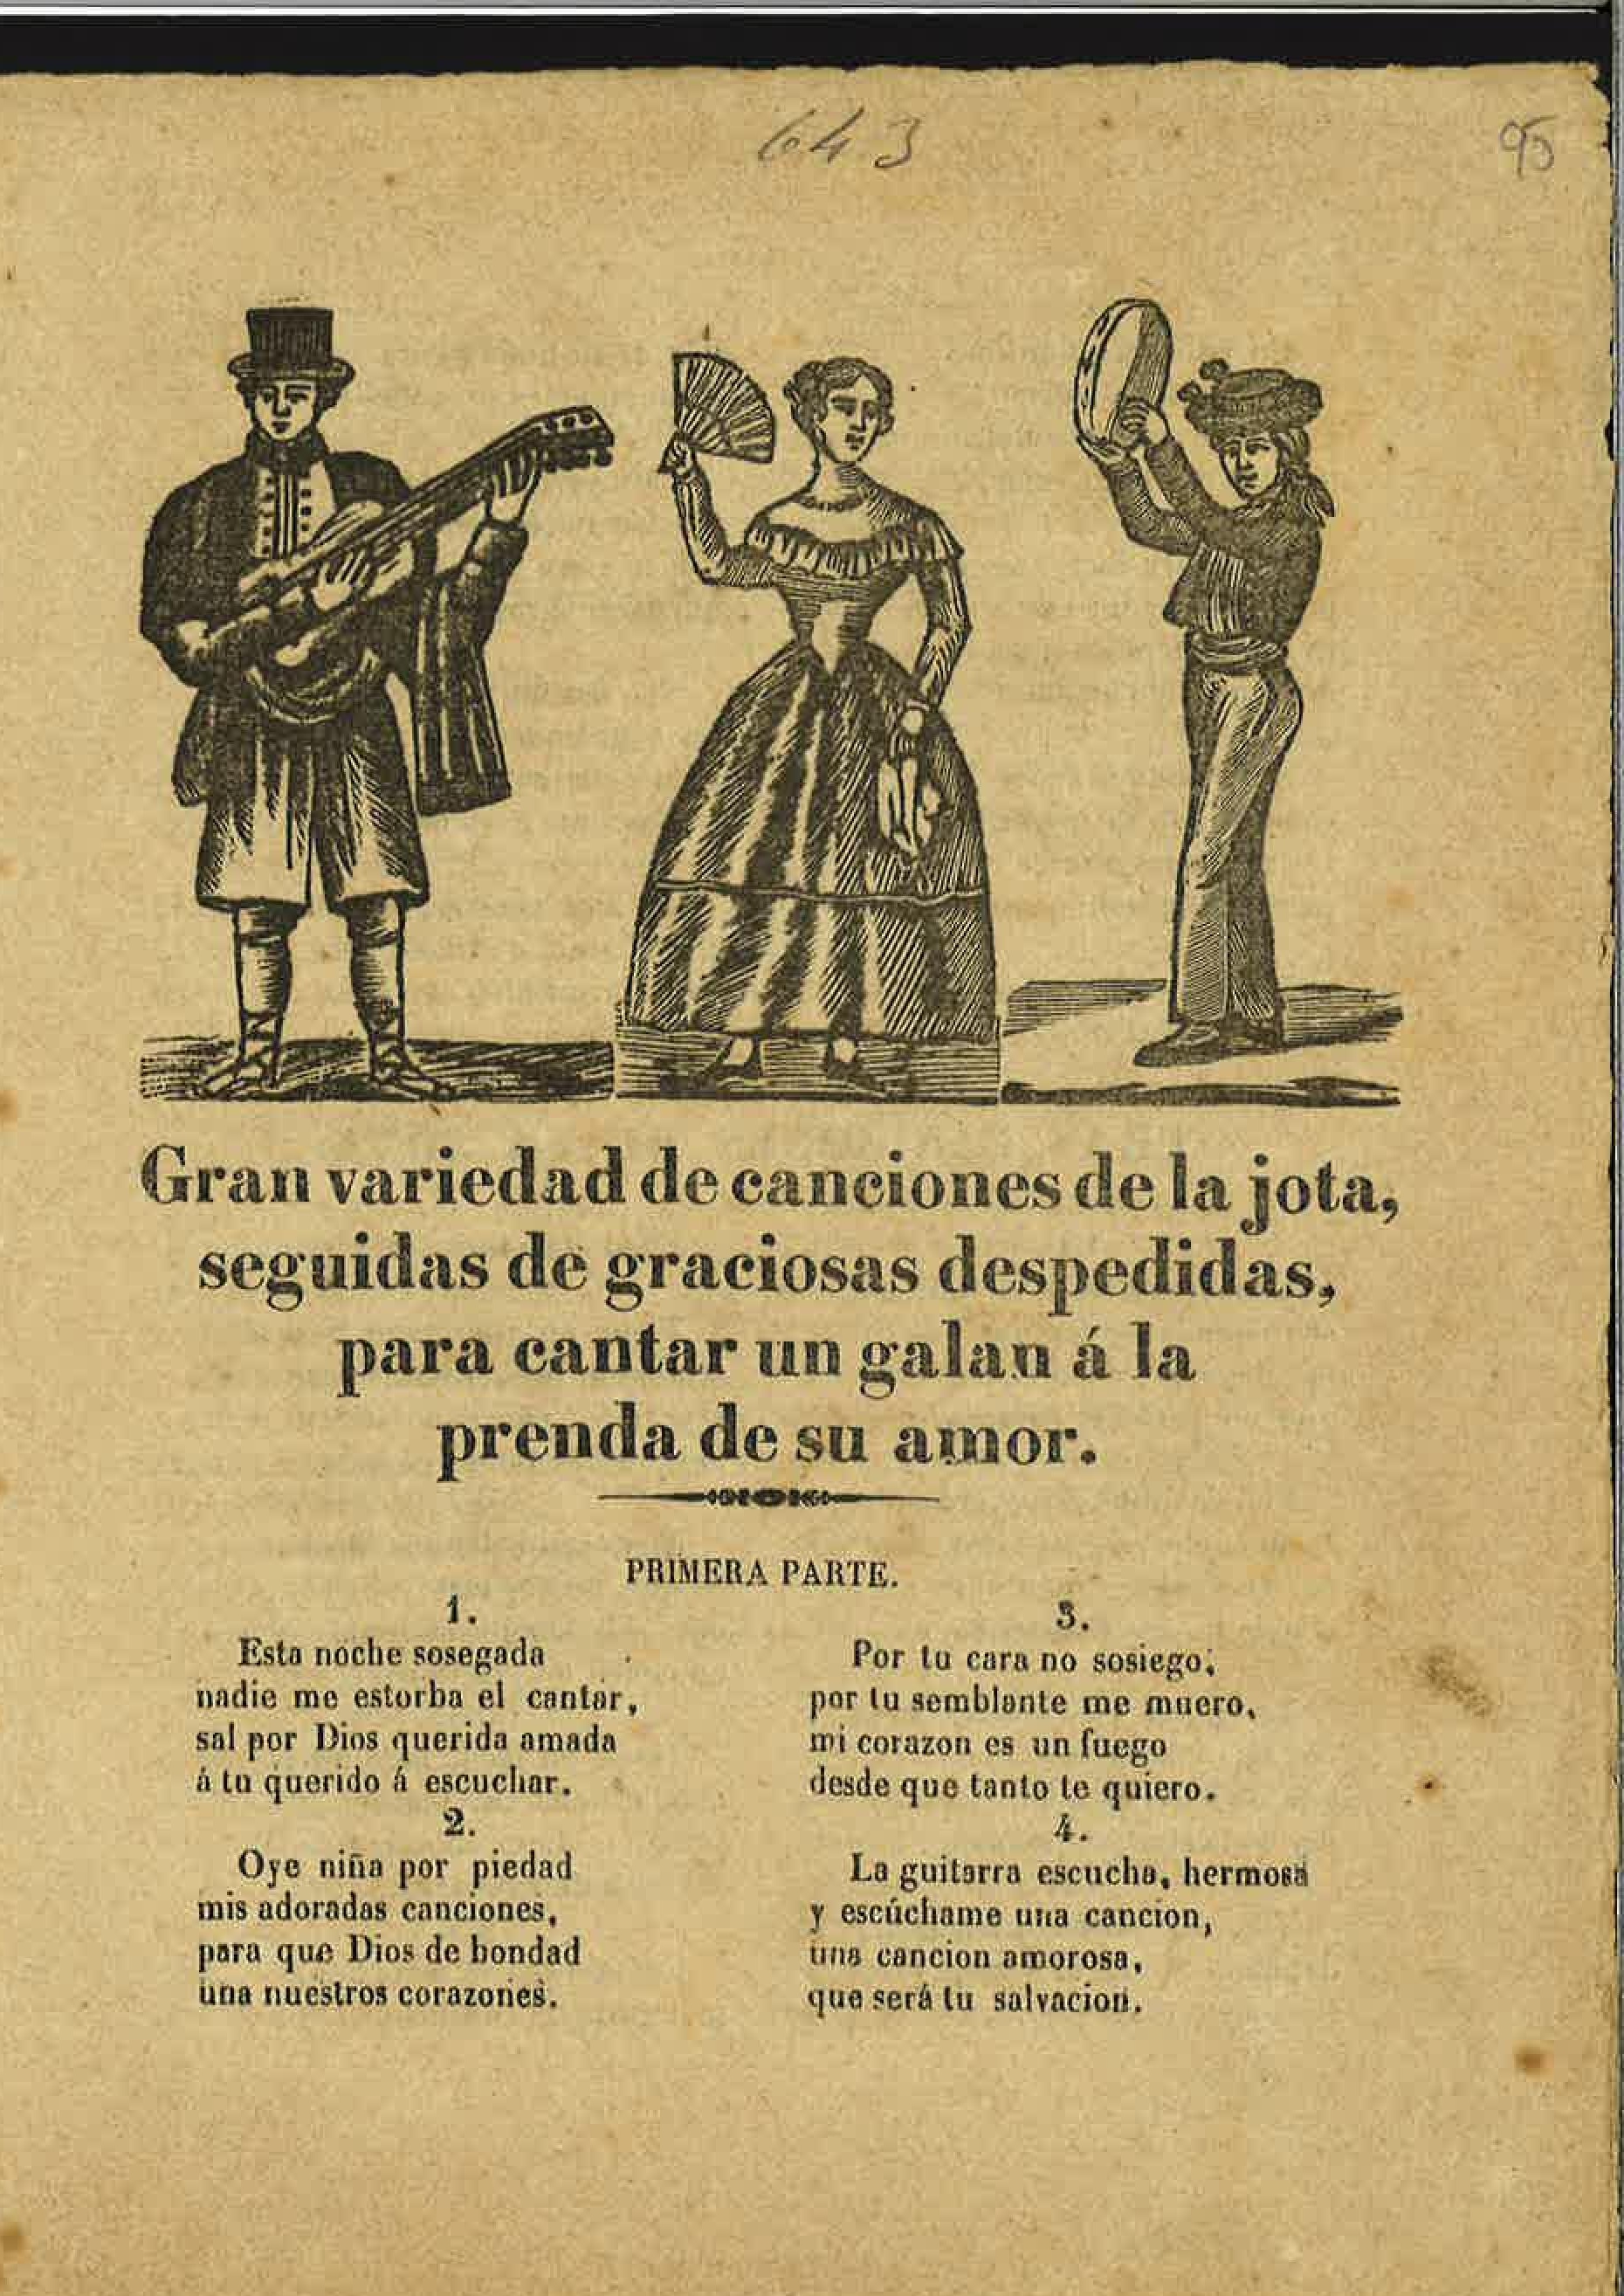 643
95
Gran variedad de canciones de la jota,
seguidas de graciosas despedidas,
para cantar un galan á la
prenda de su amor.
PRIMERA PARTE.
1.
Esta noche sosegada
nadie me estorba el cantar,
sal por Dios querida amada
á tu querido á escuchar.
2.
Oye niña por piedad
mis adoradas canciones,
para que Dios de bondad
una nuestros corazones.
3.
Por tu cara no sosiego;
por tu semblante me muero,
mi corazon es un fuego
desde que tanto te quiero.
4.
La guitarra escucha, hermosa
y escúchame una cancion,
una cancion amorosa,
que será tu salvacion.